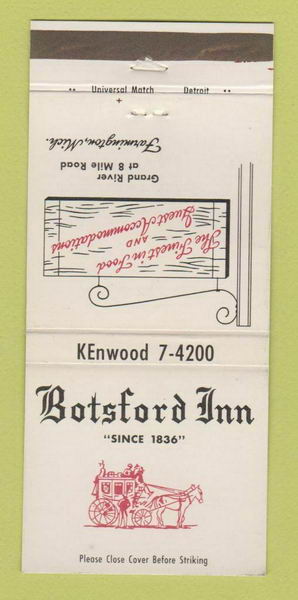 Universal Match Detroit
Grand River
at 8 Mile Road
Farmington, Mich.
The Finest in Food
AND
Guest Accommodations
KEnwood 7-4200
Botsford Inn
"SINCE 1836"
Please Close Cover Before Striking